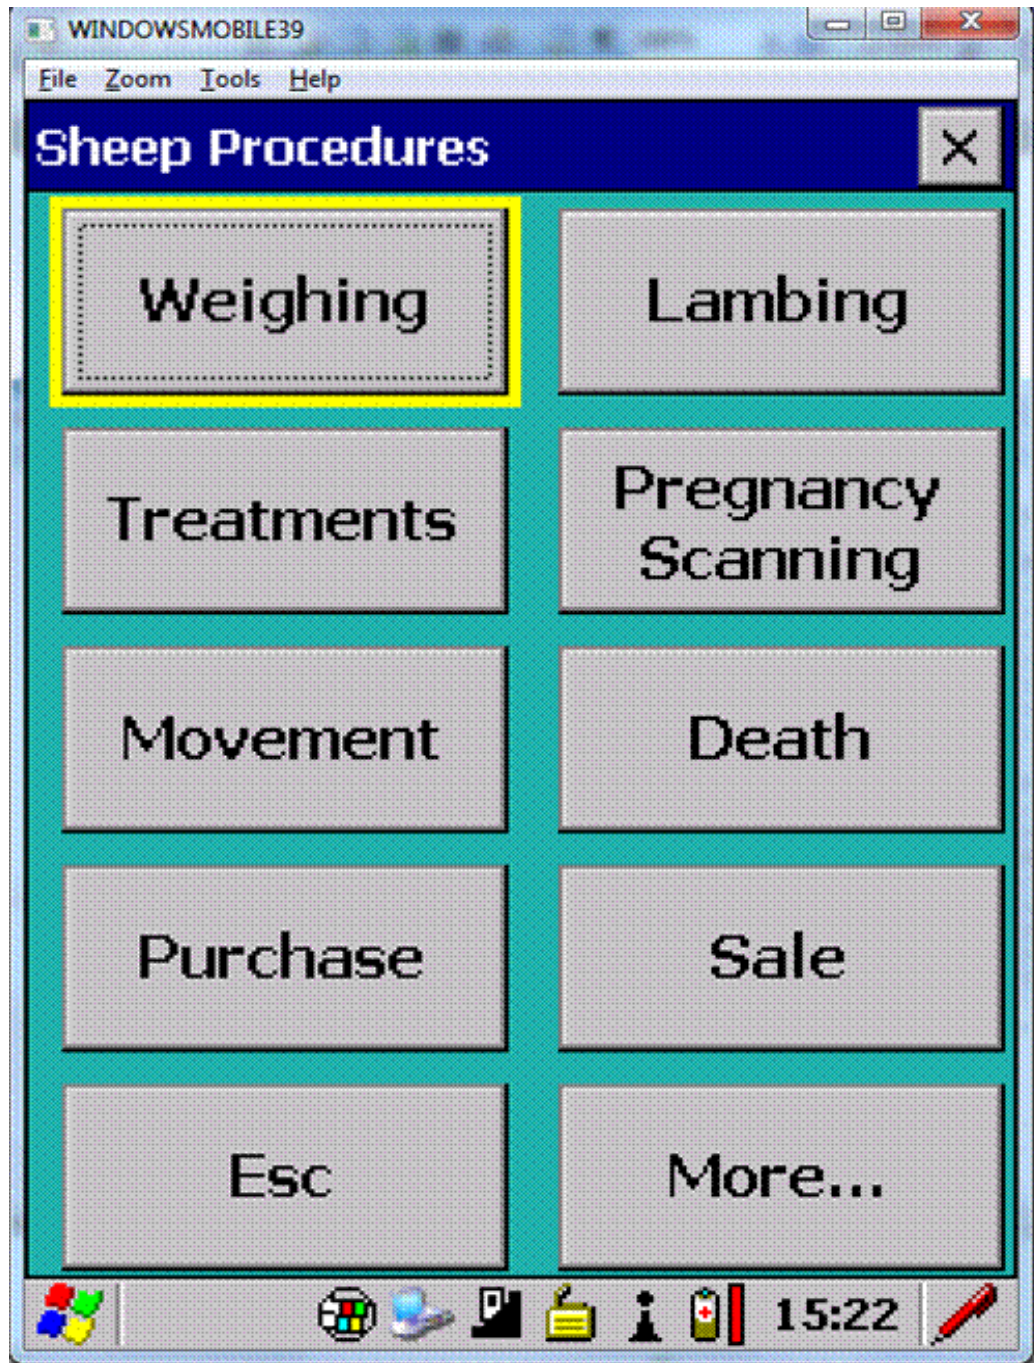 WINDOWSMOBILE39
File Zoom Tools Help
Sheep Procedures
Weighing
Lambing
Treatments
Pregnancy
Scanning
Movement
Death
Purchase
Sale
Esc
More...
15:22